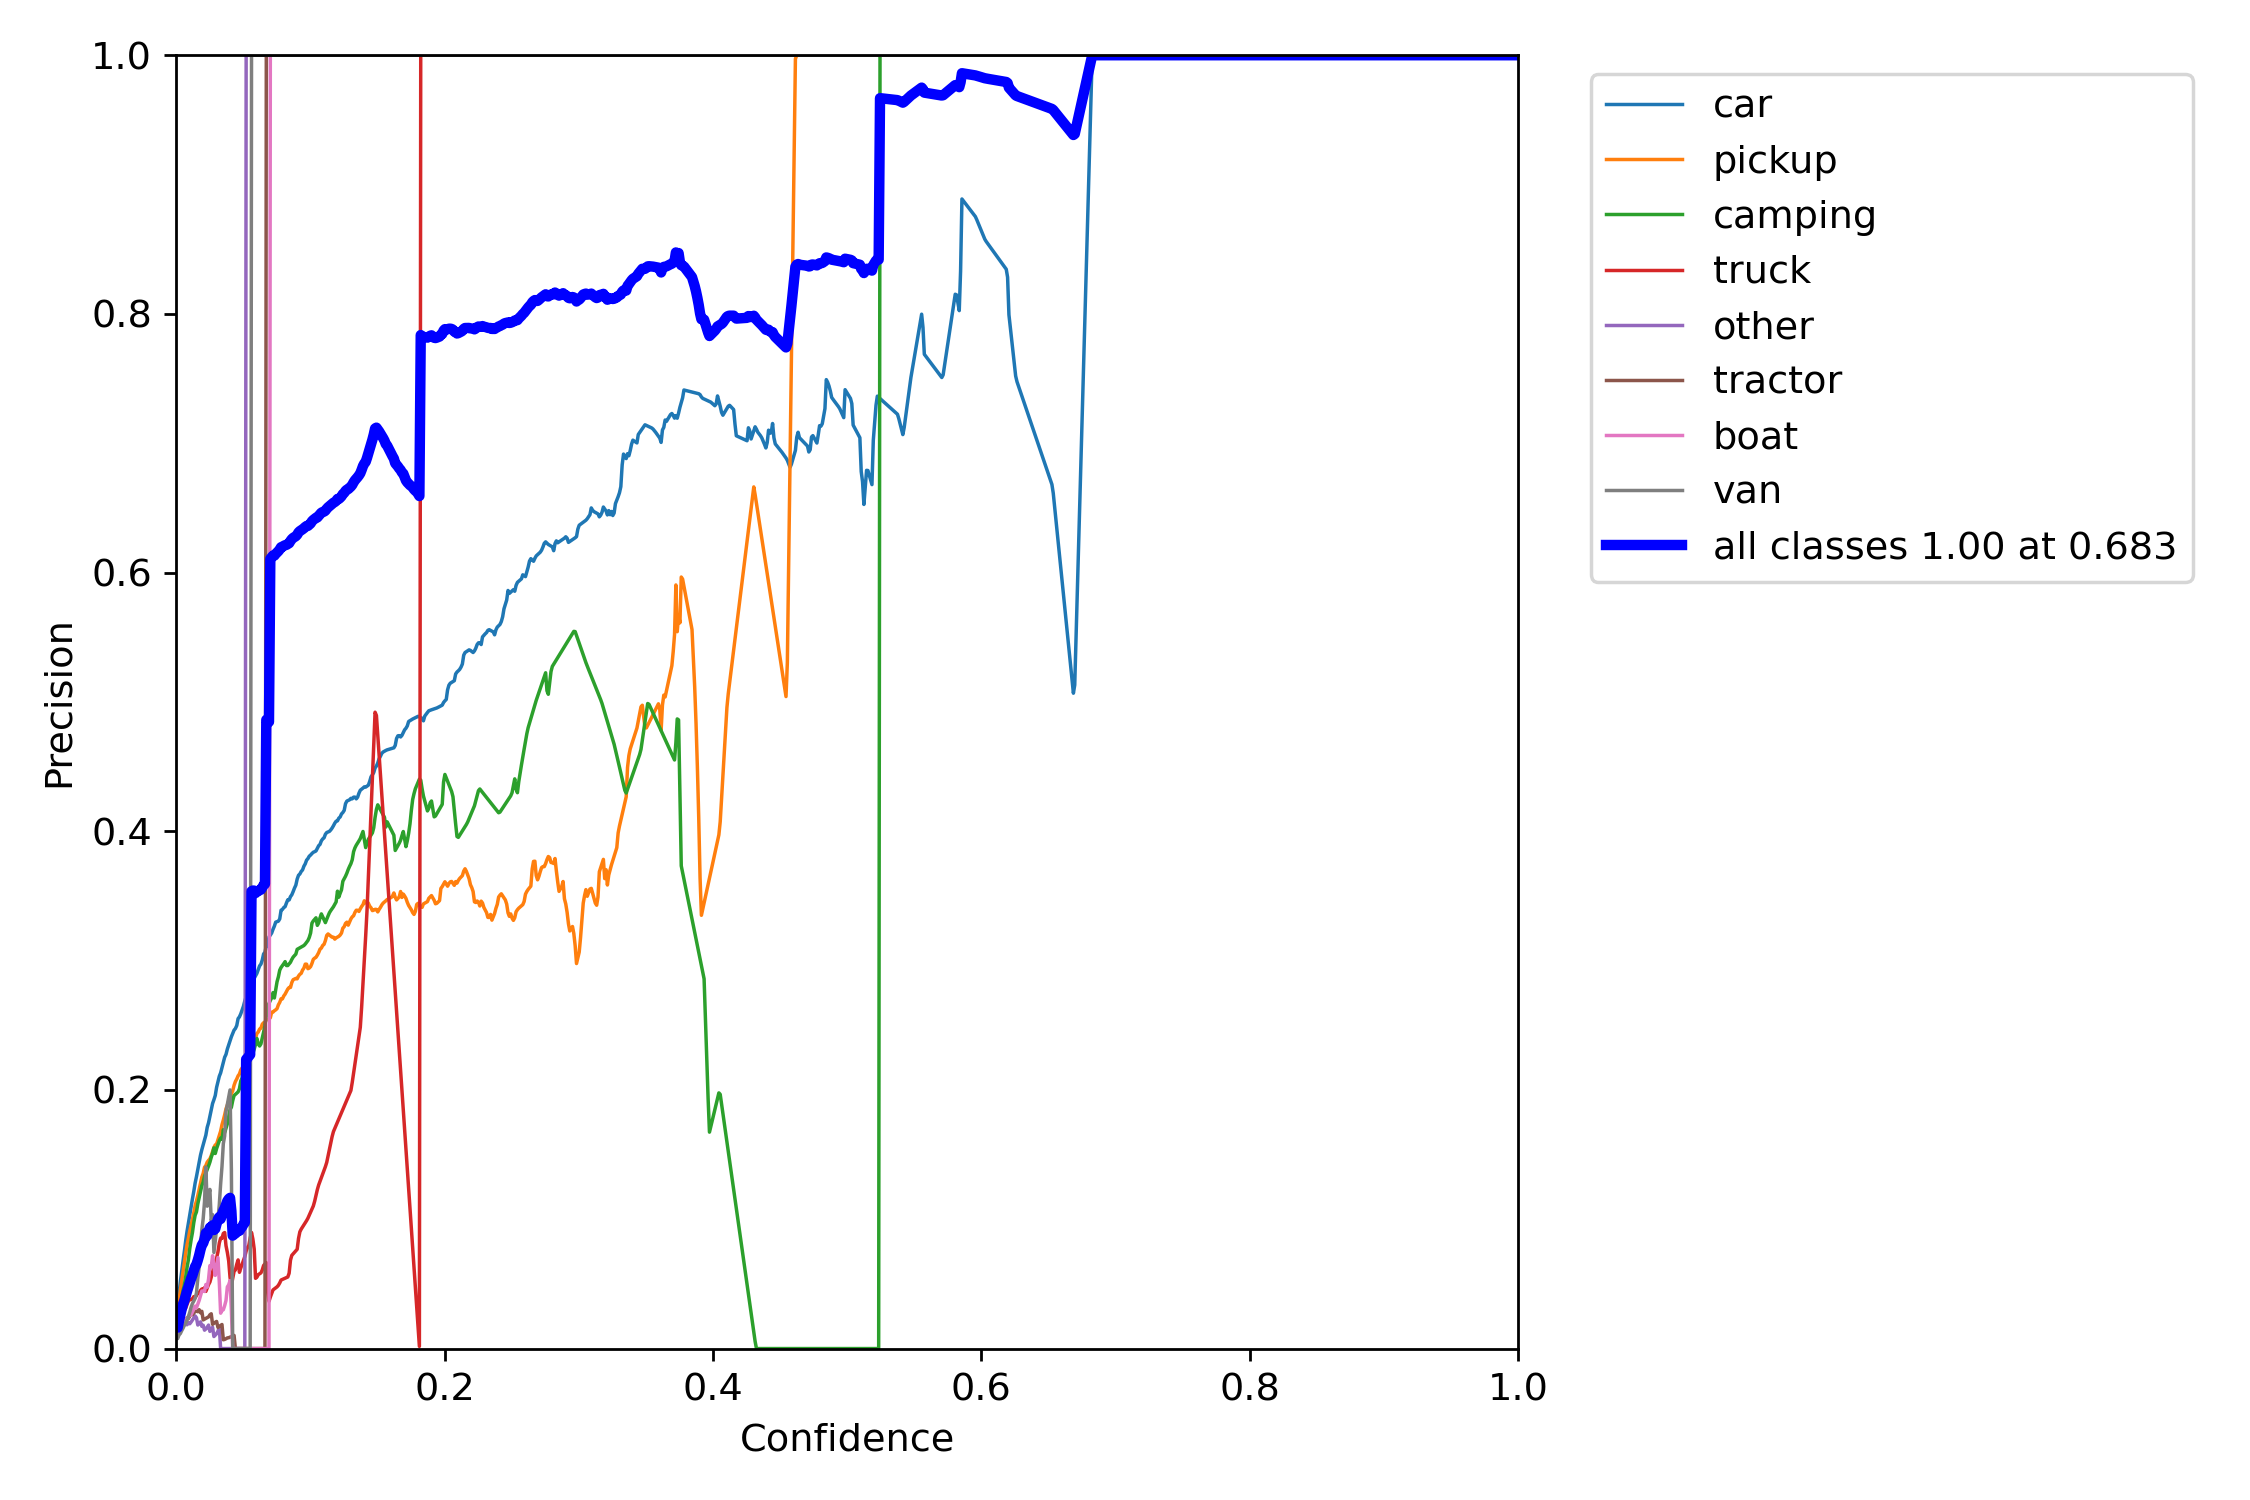 1.0
0.8
0.6
0.4
0.2
0.0
Precision
0.0 0.2 0.4 0.6 0.8 1.0
Confidence
car
pickup
camping
truck
other
tractor
boat
van
all classes 1.00 at 0.683